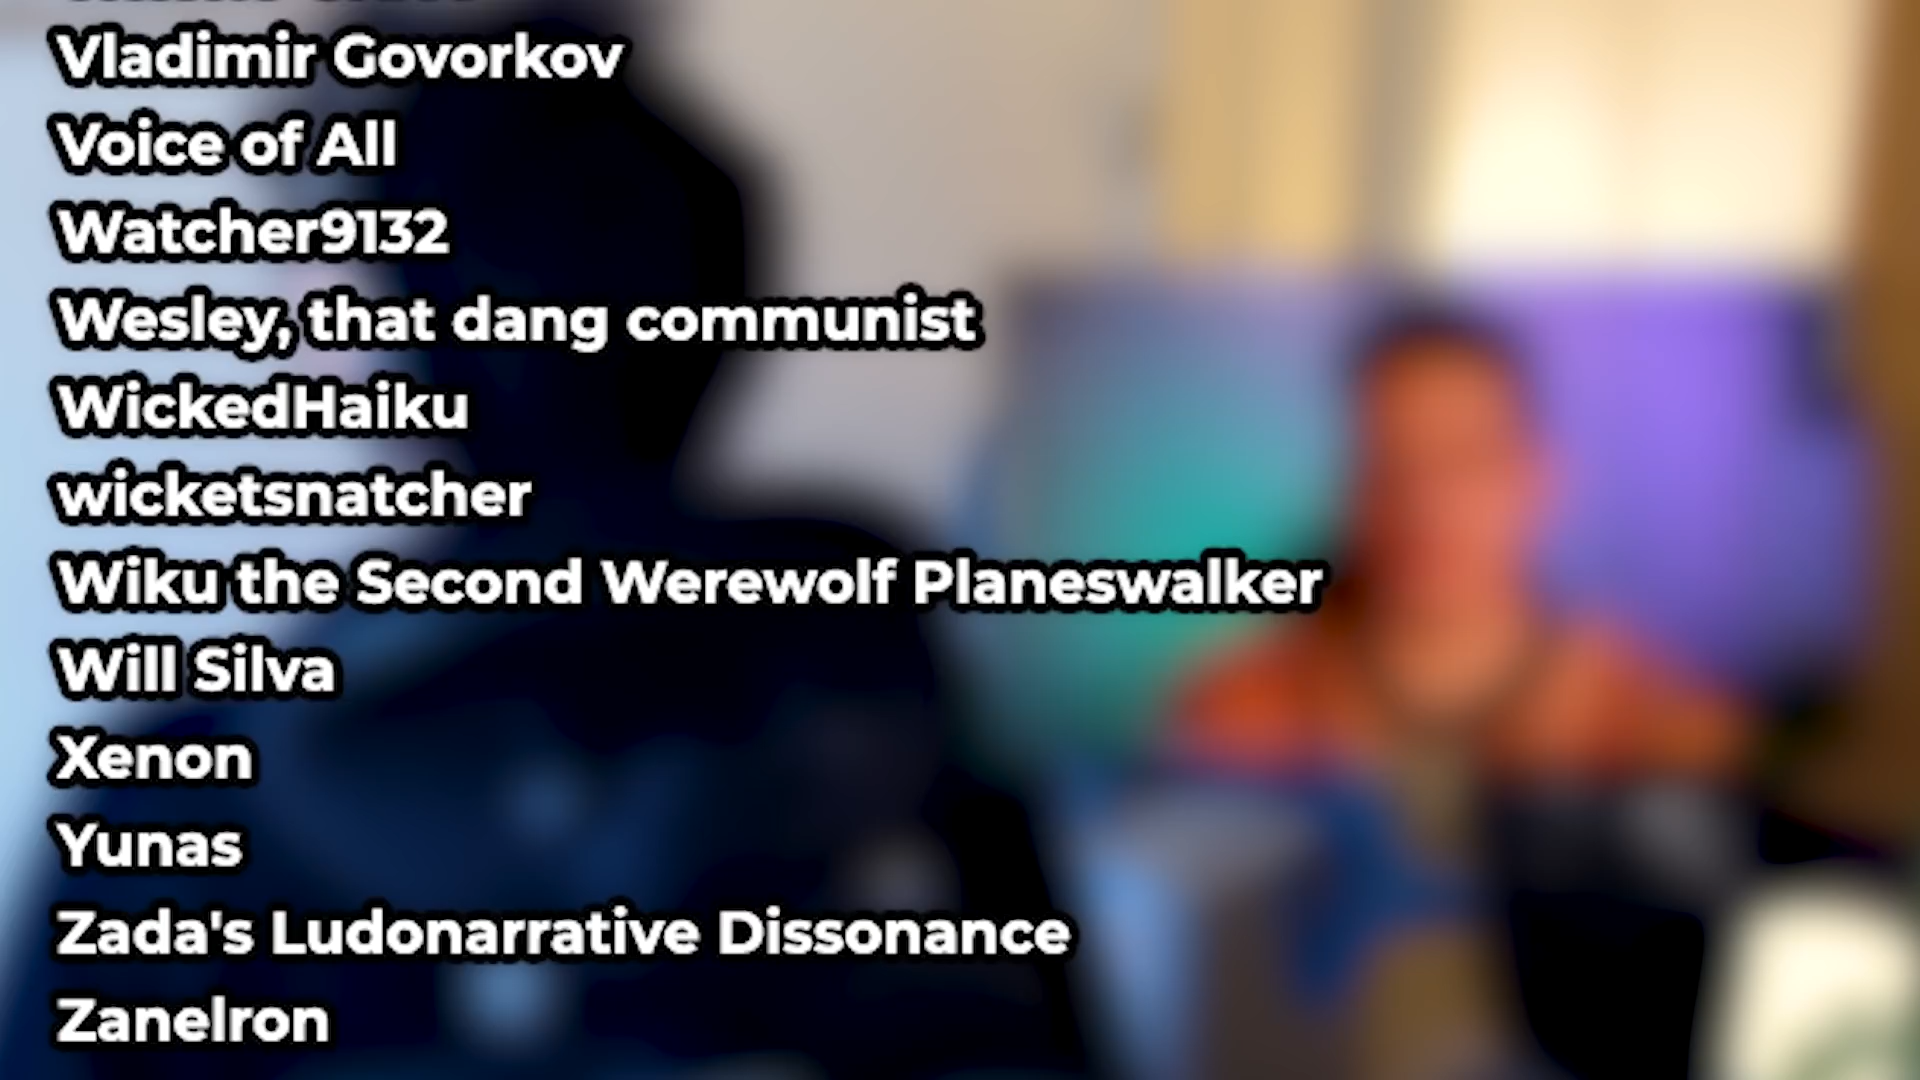 Vladimir Govorkov
Voice of All
Watcher9132
Wesley, that dang communist
WickedHaiku
wicketsnatcher
Wiku the Second Werewolf Planeswalker
Will Silva
Xenon
Yunas
Zada's Ludonarrative Dissonance
Zanelron